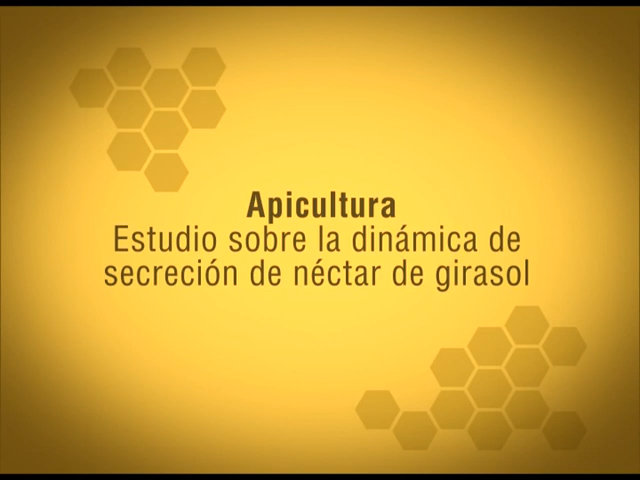 Apicultura
Estudio sobre la dinámica de
secreción de néctar de girasol